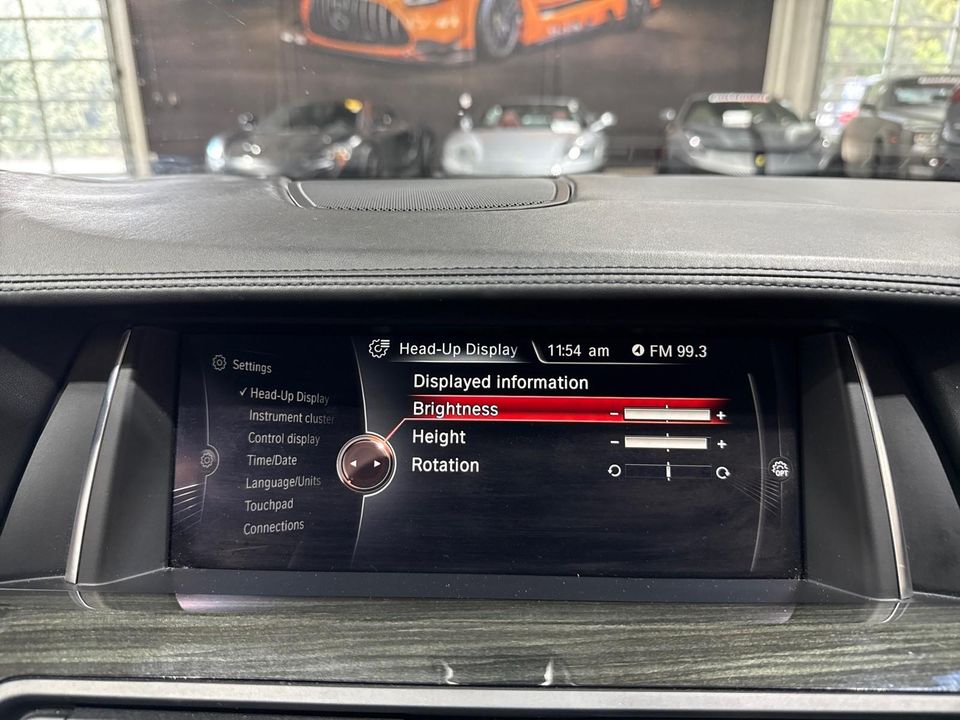 Head-Up Display
11:54 am
FM 99.3
Settings
✓ Head-Up Display
Instrument cluster
Control display
Time/Date
Language/Units
Touchpad
Connections
Displayed information
Brightness - +
Height - +
Rotation
OPT